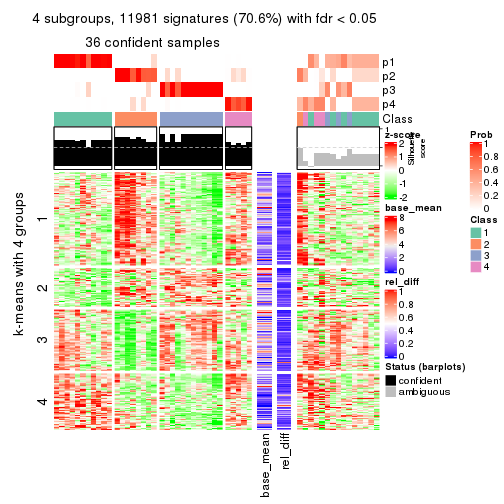 4 subgroups, 11981 signatures (70.6%) with fdr < 0.05
36 confident samples
p1
p2
p3
p4
Class
1
Silhouette
score
z-score
2
1
0
-1
-2
base_mean
8
6
4
2
0
rel_diff
1
0.8
0.6
0.4
0.2
0
Status (barplots)
confident
ambiguous
Prob
1
0.8
0.6
0.4
0.2
0
Class
1
2
3
4
k-means with 4 groups
1
2
3
4
base_mean
rel_diff